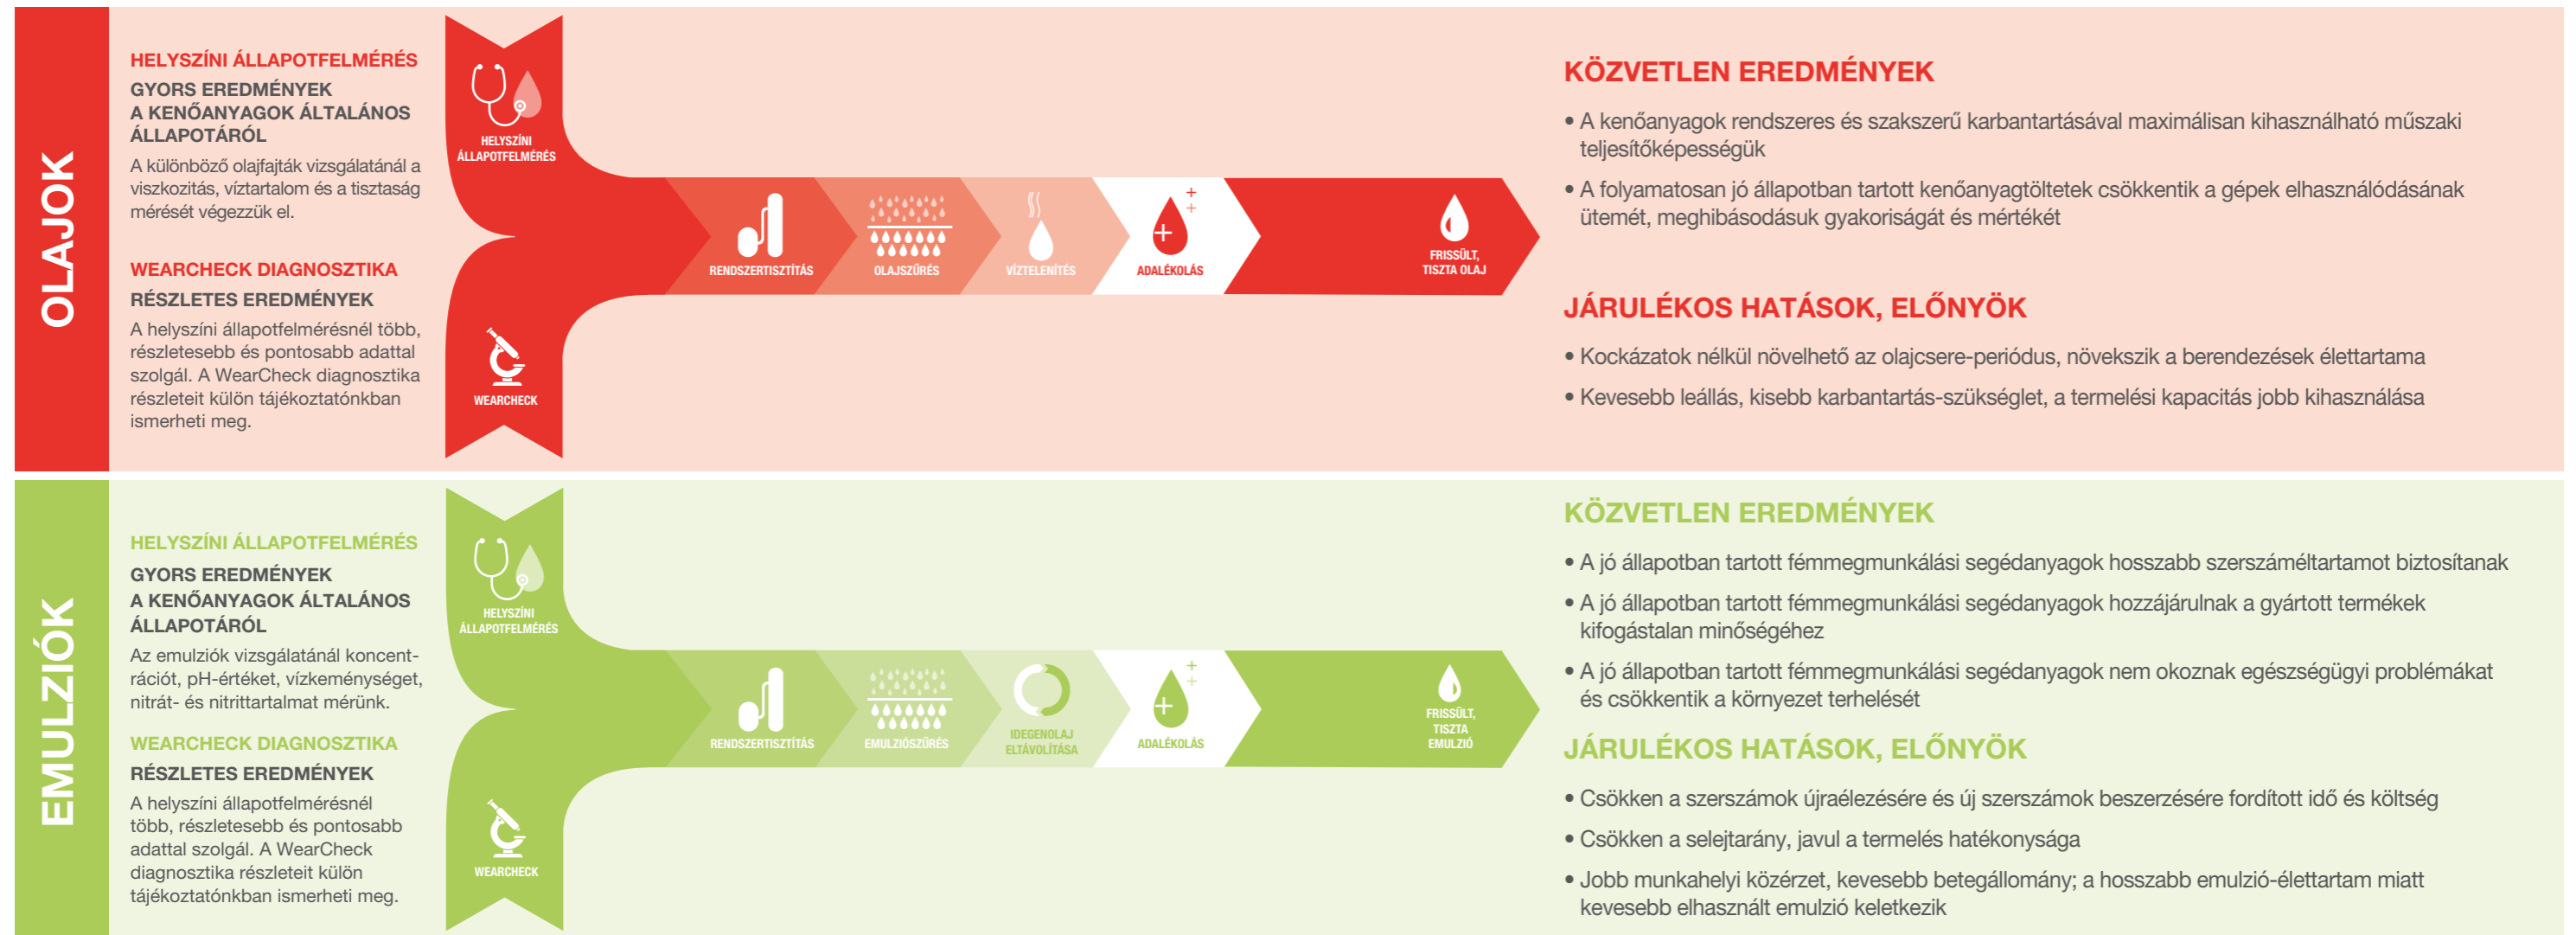 OLAJOK
HELYSZÍNI ÁLLAPOTFELMÉRÉS
GYORS EREDMÉNYEK
A KENŐANYAGOK ÁLTALÁNOS
ÁLLAPOTÁRÓL
A különböző olajfajták vizsgálatánál a
viszkozitás, víztartalom és a tisztaság
mérését végezzük el.
WEARCHECK DIAGNOSZTIKA
RÉSZLETES EREDMÉNYEK
A helyszíni állapotfelmérésnél több,
részletesebb és pontosabb adattal
szolgál. A WearCheck diagnosztika
részleteit külön tájékoztatónkban
ismerheti meg.
HELYSZÍNI
ÁLLAPOTFELMÉRÉS
WEARCHECK
RENDSZERTISZTÍTÁS
OLAJSZŰRÉS
VÍZTELENÍTÉS
ADALÉKOLÁS
FRISSÜLT,
TISZTA OLAJ
KÖZVETLEN EREDMÉNYEK
• A kenőanyagok rendszeres és szakszerű karbantartásával maximálisan kihasználható műszaki
teljesítőképességük
• A folyamatosan jó állapotban tartott kenőanyagtöltetek csökkentik a gépek elhasználódásának
ütemét, meghibásodásuk gyakoriságát és mértékét
JÁRULÉKOS HATÁSOK, ELŐNYÖK
• Kockázatok nélkül növelhető az olajcsere-periódus, növekszik a berendezések élettartama
• Kevesebb leállás, kisebb karbantartás-szükséglet, a termelési kapacitás jobb kihasználása
EMULZIÓK
HELYSZÍNI ÁLLAPOTFELMÉRÉS
GYORS EREDMÉNYEK
A KENŐANYAGOK ÁLTALÁNOS
ÁLLAPOTÁRÓL
Az emulziók vizsgálatánál koncent-
rációt, pH-értéket, vízkeménységet,
nitrát- és nitrittartalmat mérünk.
WEARCHECK DIAGNOSZTIKA
RÉSZLETES EREDMÉNYEK
A helyszíni állapotfelmérésnél
több, részletesebb és pontosabb
adattal szolgál. A WearCheck
diagnosztika részleteit külön
tájékoztatónkban ismerheti meg.
HELYSZÍNI
ÁLLAPOTFELMÉRÉS
WEARCHECK
RENDSZERTISZTÍTÁS
EMULZIÓSZŰRÉS
IDEGENOLAJ
ELTÁVOLÍTÁSA
ADALÉKOLÁS
FRISSÜLT,
TISZTA
EMULZIÓ
KÖZVETLEN EREDMÉNYEK
• A jó állapotban tartott fémmegmunkálási segédanyagok hosszabb szerszáméltartamot biztosítanak
• A jó állapotban tartott fémmegmunkálási segédanyagok hozzájárulnak a gyártott termékek
kifogástalan minőségéhez
• A jó állapotban tartott fémmegmunkálási segédanyagok nem okoznak egészségügyi problémákat
és csökkentik a környezet terhelését
JÁRULÉKOS HATÁSOK, ELŐNYÖK
• Csökken a szerszámok újraélezésére és új szerszámok beszerzésére fordított idő és költség
• Csökken a selejtarány, javul a termelés hatékonysága
• Jobb munkahelyi közérzet, kevesebb betegállomány; a hosszabb emulzió-élettartam miatt
kevesebb elhasznált emulzió keletkezik